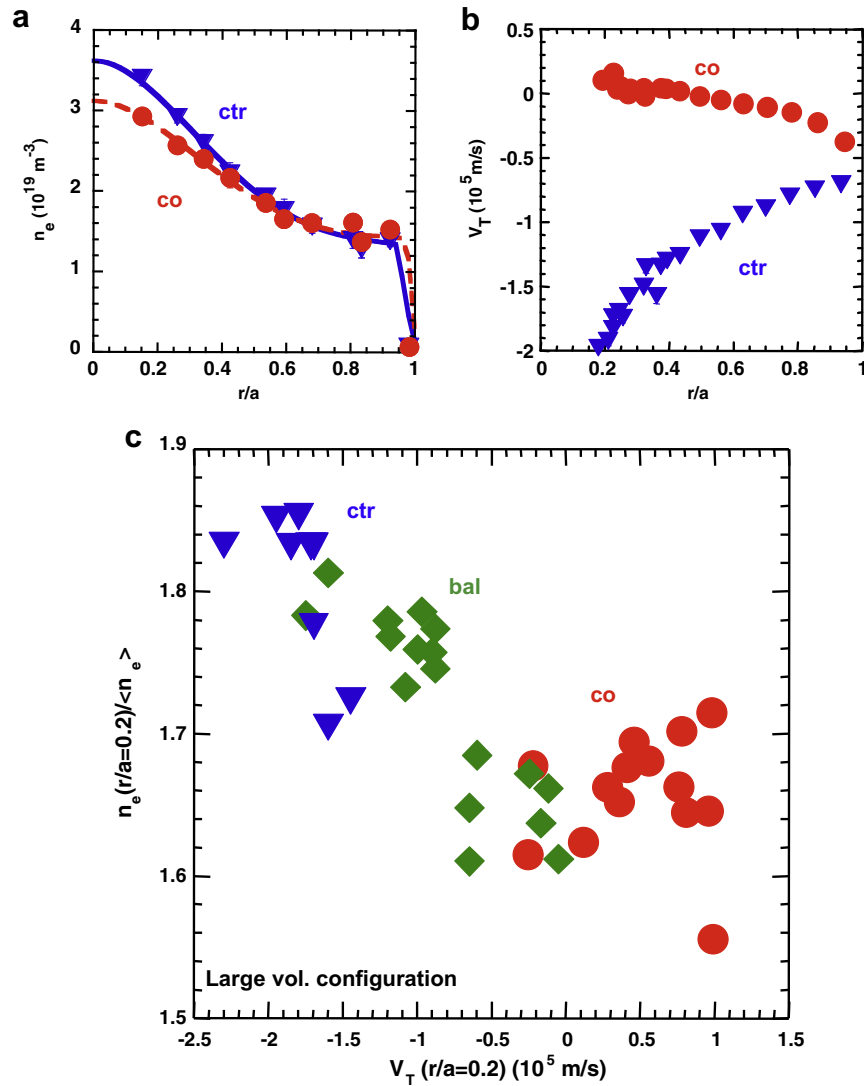 a
4
3
2
1
0
n_e (10^19 m^-3)
ctr
co
0 0.2 0.4 0.6 0.8 1
r/a
b
0.5
0
-0.5
-1
-1.5
-2
V_T (10^5 m/s)
co
ctr
0 0.2 0.4 0.6 0.8 1
r/a
c
1.9
1.8
1.7
1.6
1.5
n_e(r/a=0.2)/<n_e>
ctr
bal
co
Large vol. configuration
-2.5 -2 -1.5 -1 -0.5 0 0.5 1 1.5
V_T (r/a=0.2) (10^5 m/s)